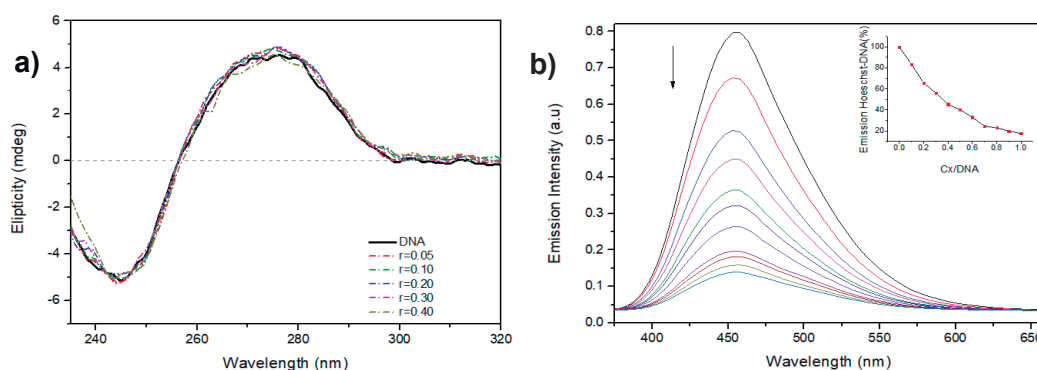 a)
Elipticity (mdeg)
6
4
2
0
-2
-4
-6
240
260
280
300
320
Wavelength (nm)
DNA
r=0.05
r=0.10
r=0.20
r=0.30
r=0.40
b)
Emission Intensity (a.u)
0.8
0.7
0.6
0.5
0.4
0.3
0.2
0.1
0.0
400
450
500
550
600
650
Wavelength (nm)
Emission Hoeschst-DNA(%)
100
80
60
40
20
0.0
0.2
0.4
0.6
0.8
1.0
Cx/DNA